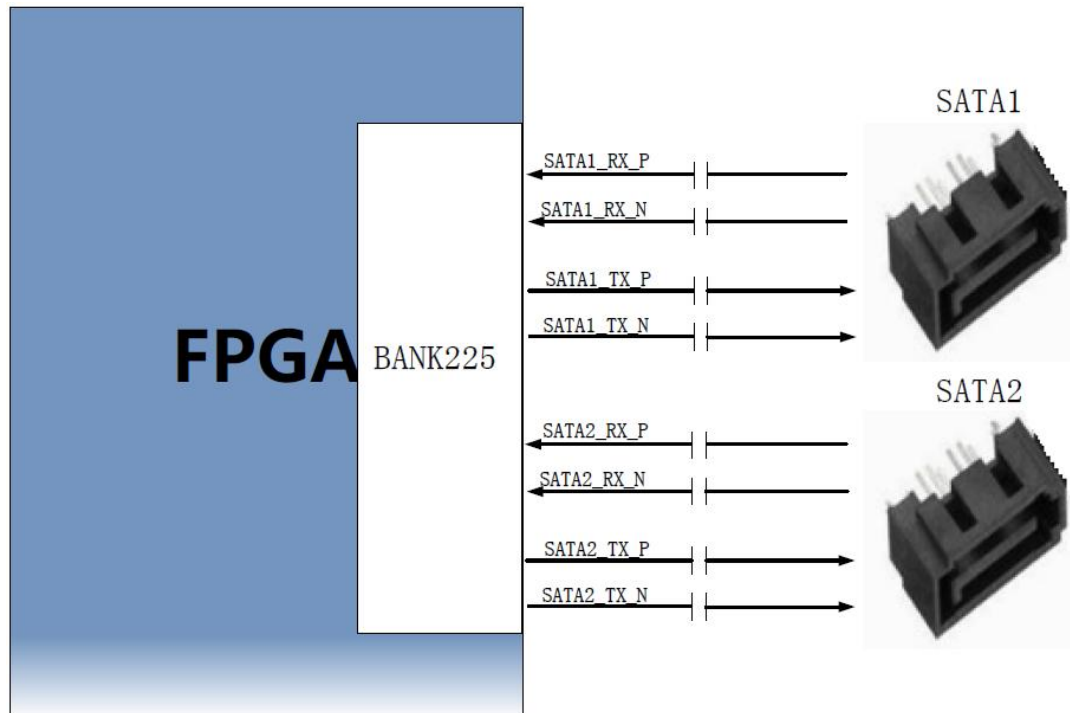 SATA1
SATA1_RX_P
SATA1_RX_N
SATA1_TX_P
SATA1_TX_N
FPGA
BANK225
SATA2
SATA2_RX_P
SATA2_RX_N
SATA2_TX_P
SATA2_TX_N